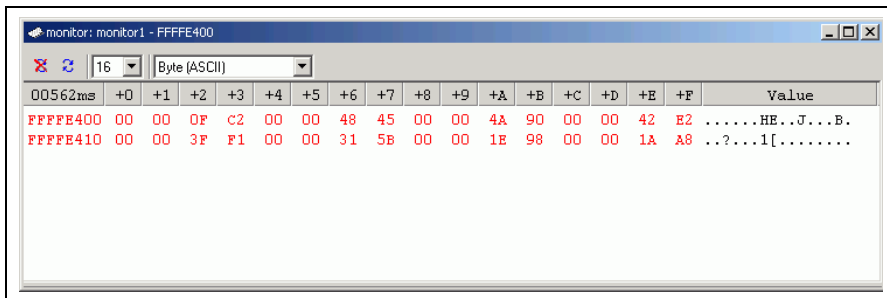 monitor: monitor1 - FFFFE400
16 Byte (ASCII)
00562ms +0 +1 +2 +3 +4 +5 +6 +7 +8 +9 +A +B +C +D +E +F Value
FFFFE400 00 00 0F C2 00 00 48 45 00 00 4A 90 00 00 42 E2 ......HE..J...B.
FFFFE410 00 00 3F F1 00 00 31 5B 00 00 1E 98 00 00 1A A8 ..?...1[........